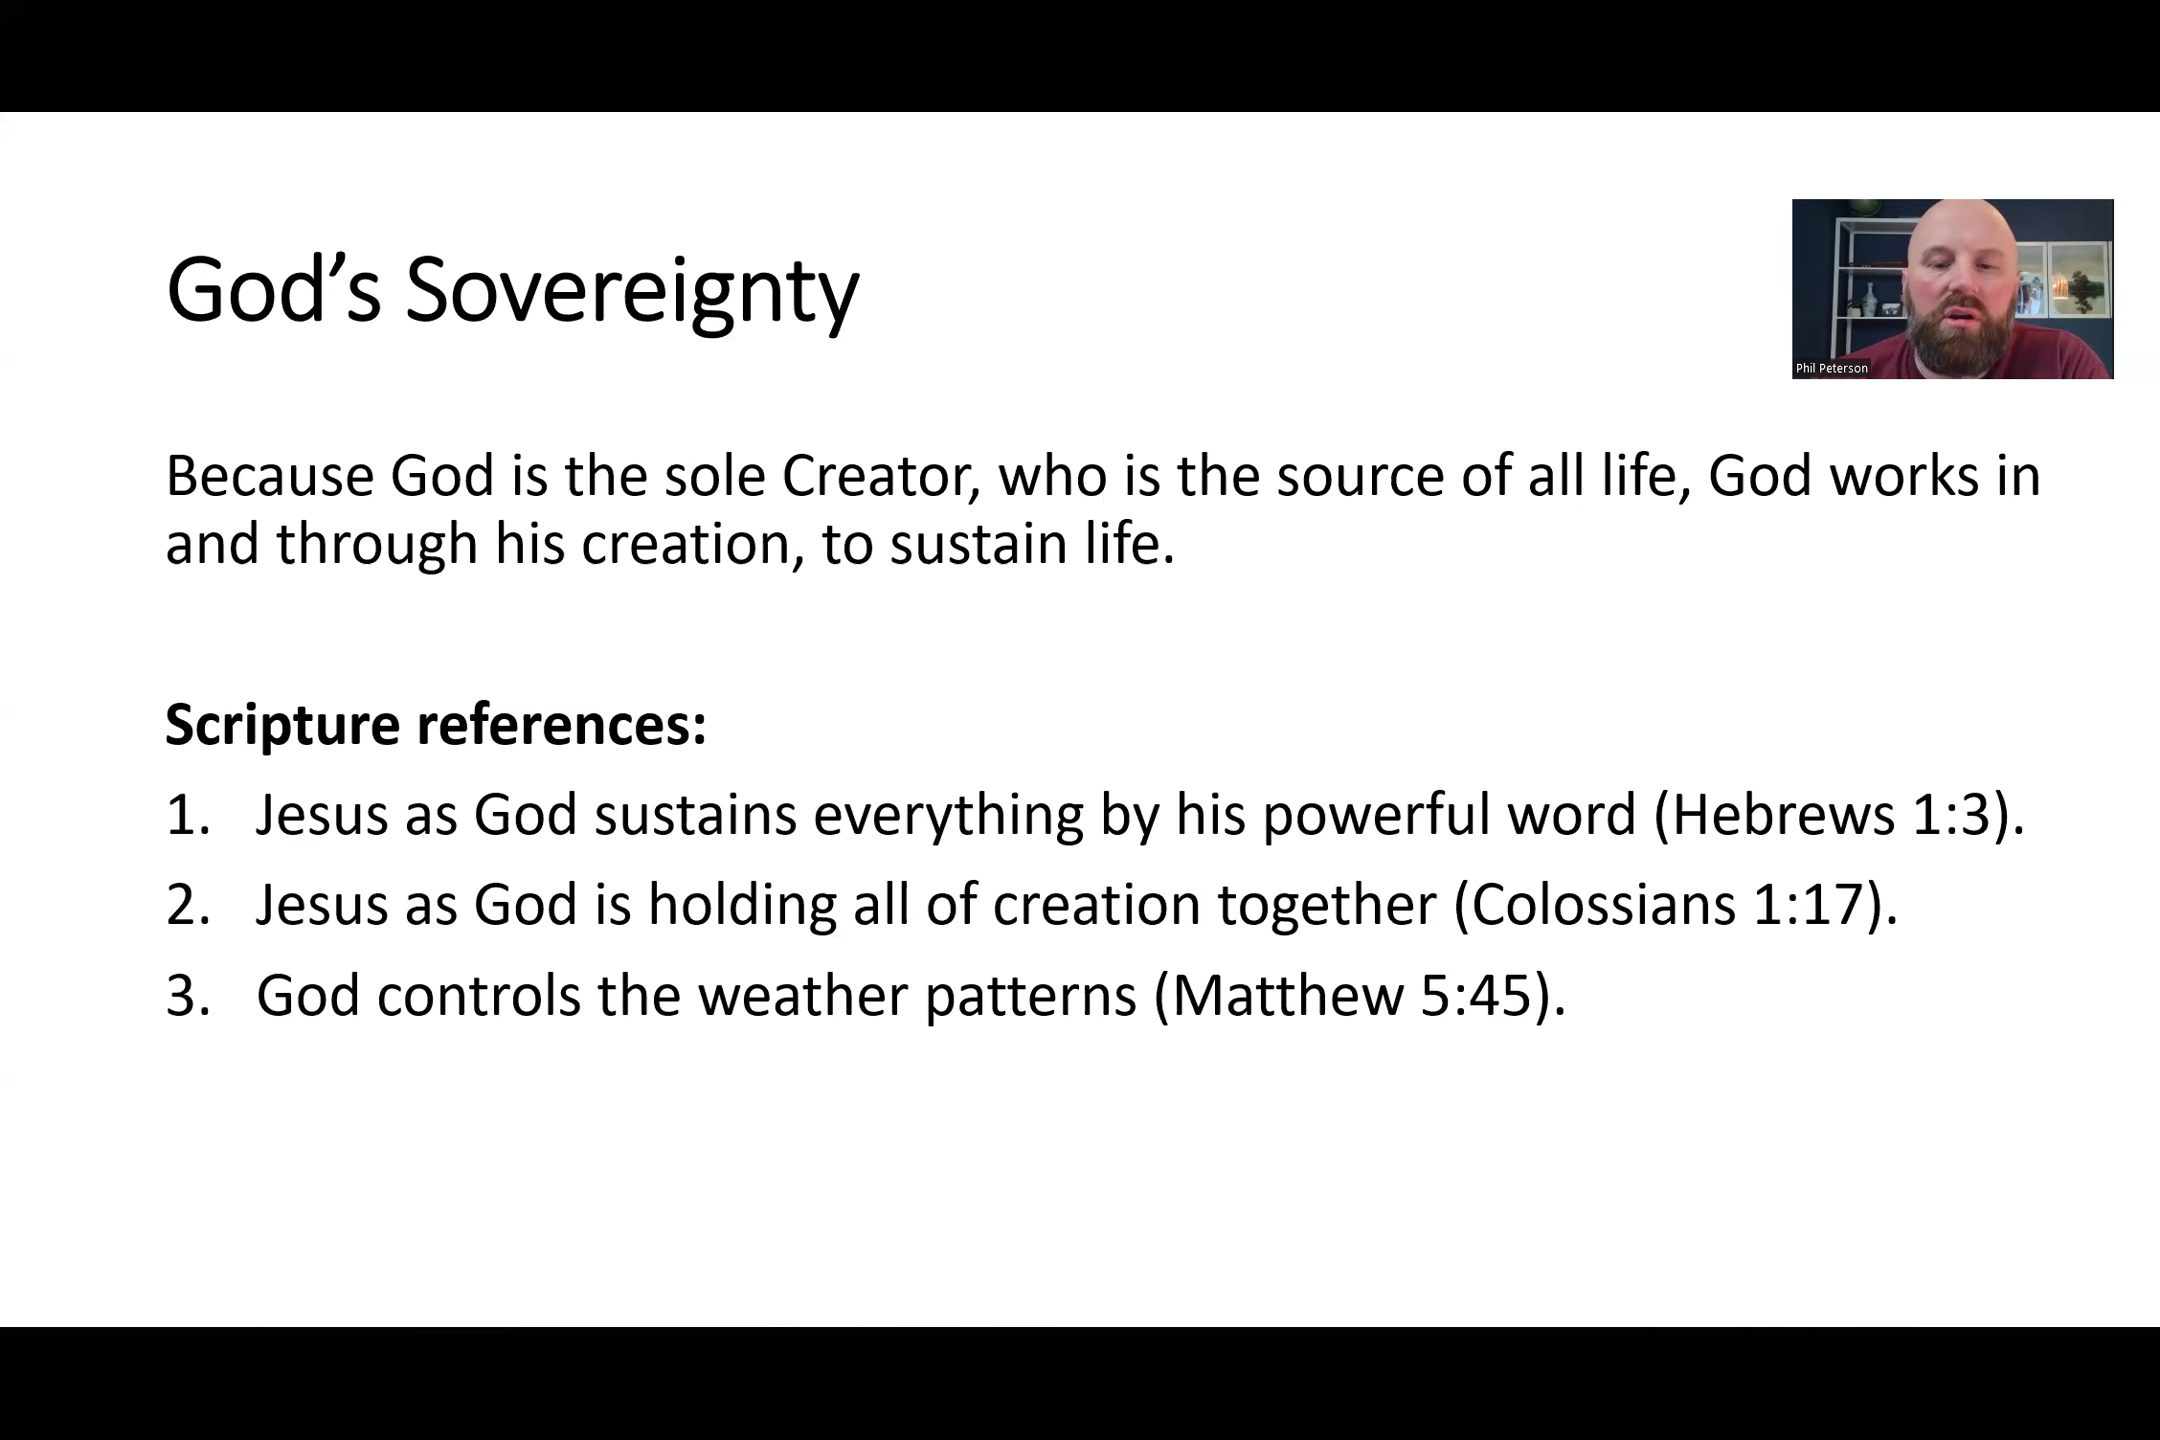 God’s Sovereignty
Phil Peterson
Because God is the sole Creator, who is the source of all life, God works in
and through his creation, to sustain life.
Scripture references:
1. Jesus as God sustains everything by his powerful word (Hebrews 1:3).
2. Jesus as God is holding all of creation together (Colossians 1:17).
3. God controls the weather patterns (Matthew 5:45).